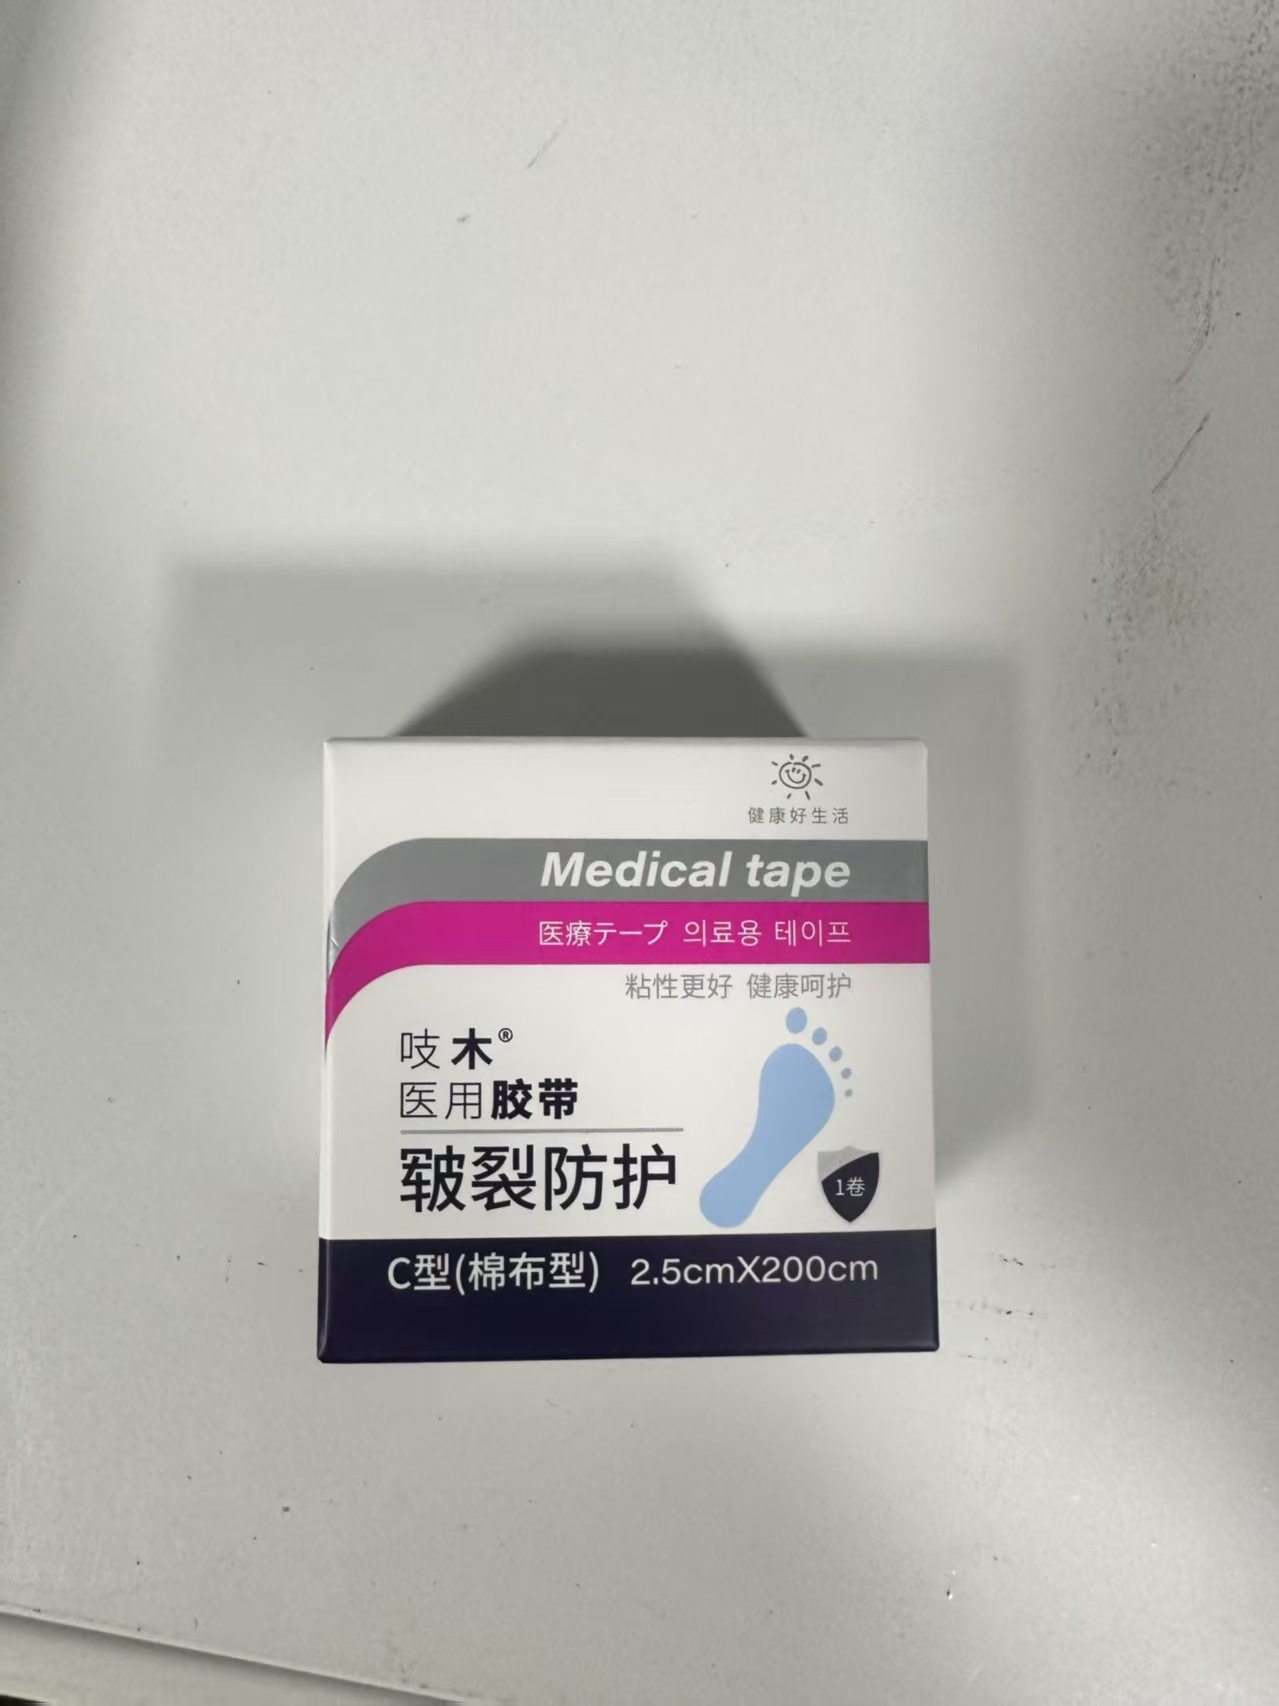 健康好生活
Medical tape
医療テープ 의료용 테이프
粘性更好 健康呵护
吱木®
医用胶带
皲裂防护
1卷
C型(棉布型) 2.5cmX200cm